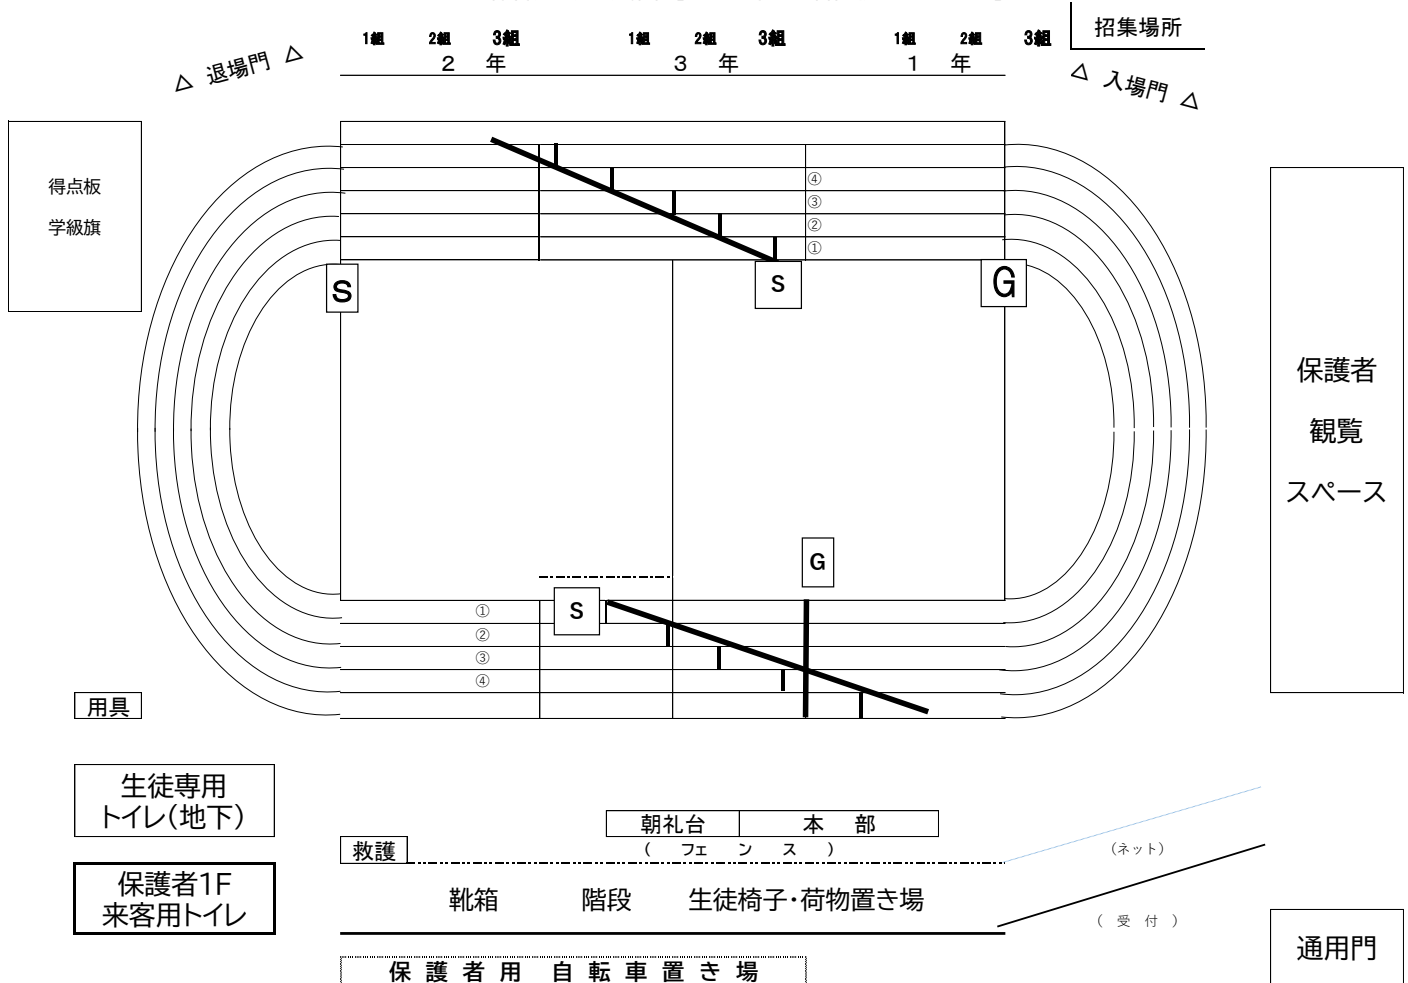 招集場所
1組 2組 3組 1組 2組 3組 1組 2組 3組
2 年 3 年 1 年
△ 退場門 △
△ 入場門 △
得点板
学級旗
④
③
②
①
S
S
G
保護者
観覧
スペース
G
S
①
②
③
④
用具
生徒専用
トイレ(地下)
朝礼台 本 部
救護
( フェ ン ス )
(ネット)
保護者1F
来客用トイレ
靴箱 階段 生徒椅子・荷物置き場
( 受 付 )
通用門
保 護 者 用 自 転 車 置 き 場